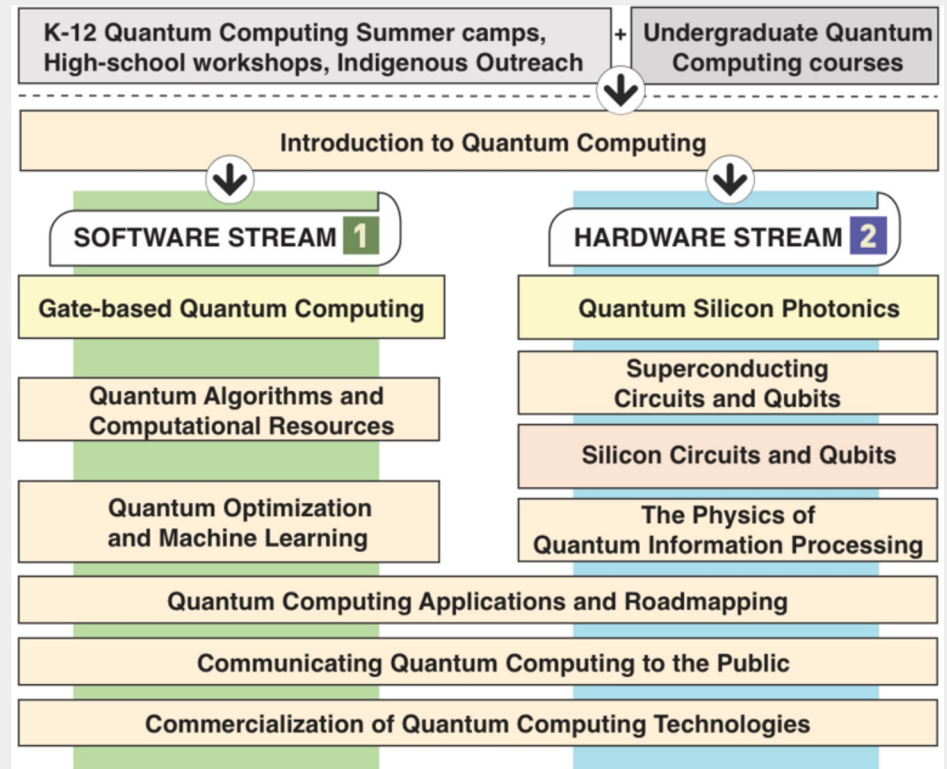 K-12 Quantum Computing Summer camps,
High-school workshops, Indigenous Outreach
+
Undergraduate Quantum
Computing courses
Introduction to Quantum Computing
SOFTWARE STREAM 1
HARDWARE STREAM 2
Gate-based Quantum Computing
Quantum Algorithms and
Computational Resources
Quantum Optimization
and Machine Learning
Quantum Silicon Photonics
Superconducting
Circuits and Qubits
Silicon Circuits and Qubits
The Physics of
Quantum Information Processing
Quantum Computing Applications and Roadmapping
Communicating Quantum Computing to the Public
Commercialization of Quantum Computing Technologies